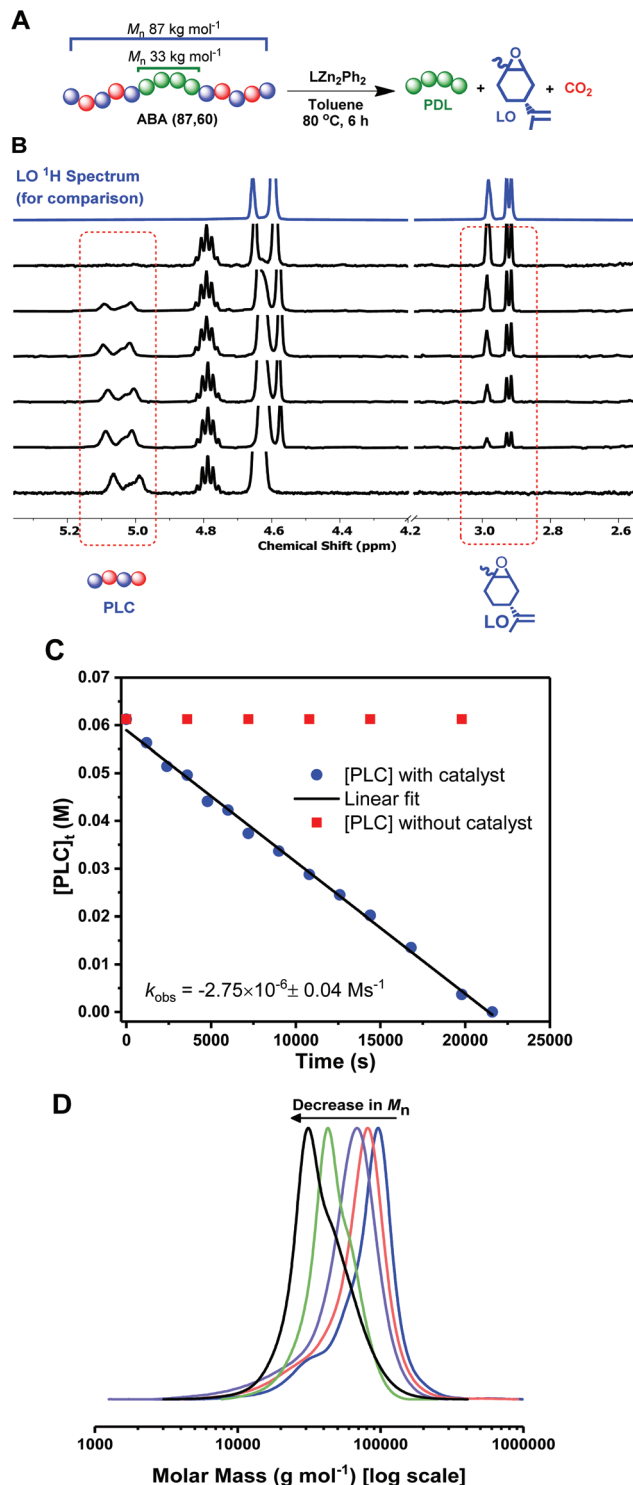 A
Mn 87 kg mol-1
Mn 33 kg mol-1
ABA (87,60)
LZn2Ph2
Toluene
80 oC, 6 h
PDL
+
O
LO
+ CO2
B
LO 1H Spectrum
(for comparison)
5.2 5.0 4.8 4.6 4.4 4.2 3.0 2.8 2.6
Chemical Shift (ppm)
PLC
O
LO
C
[PLC]t (M)
0.07
0.06
0.05
0.04
0.03
0.02
0.01
0.00
[PLC] with catalyst
Linear fit
[PLC] without catalyst
kobs = -2.75×10-6± 0.04 Ms-1
0 5000 10000 15000 20000 25000
Time (s)
D
Decrease in Mn
1000 10000 100000 1000000
Molar Mass (g mol-1) [log scale]